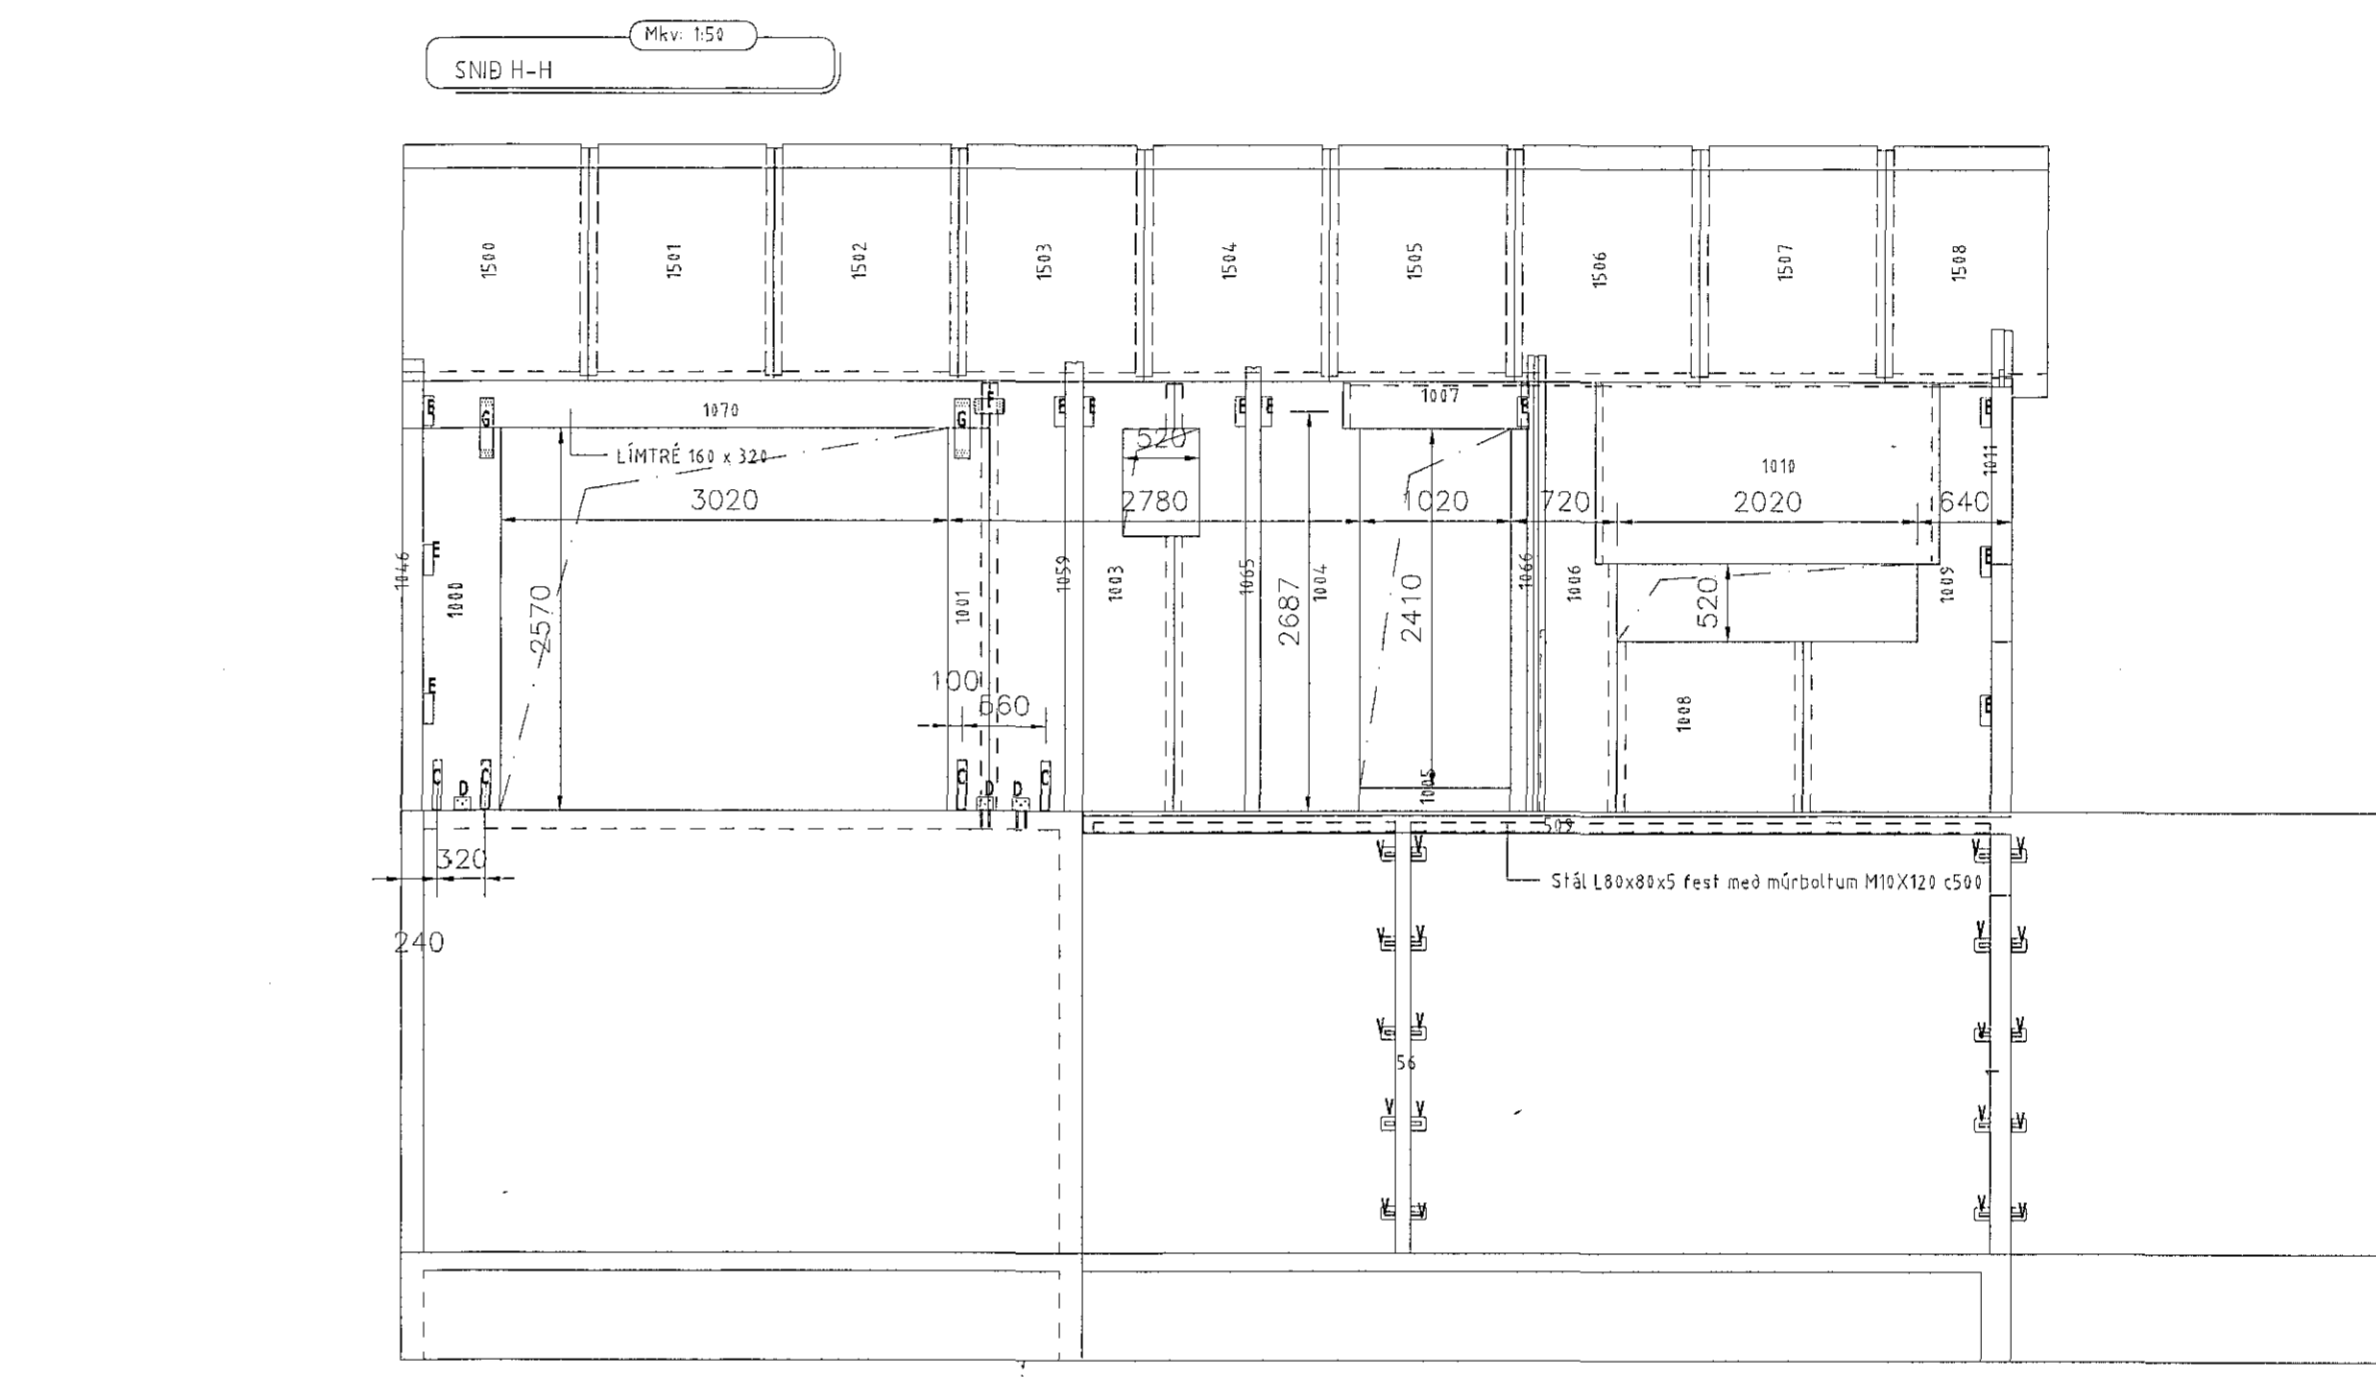 Mkv: 1:50
SNIÐ H-H
1500
1501
1502
1503
1504
1505
1506
1507
1508
E
G
1070
G
F
E
E
E
E
1007
E
E
LÍMTRÉ 160 x 320
520
1010
1011
3020
2780
1020
720
2020
640
1046
E
1000
2570
1001
1059
1003
1065
2687
1004
2410
1066
1006
520
1009
E
E
100
660
1008
E
C
D
C
C
D
D
C
1005
509
320
V
V
V
V
Stál L80x80x5 fest með múrboltum M10X120 c500
240
V
V
V
V
V
V
V
V
56
1
V
V
V
V
V
V
V
V